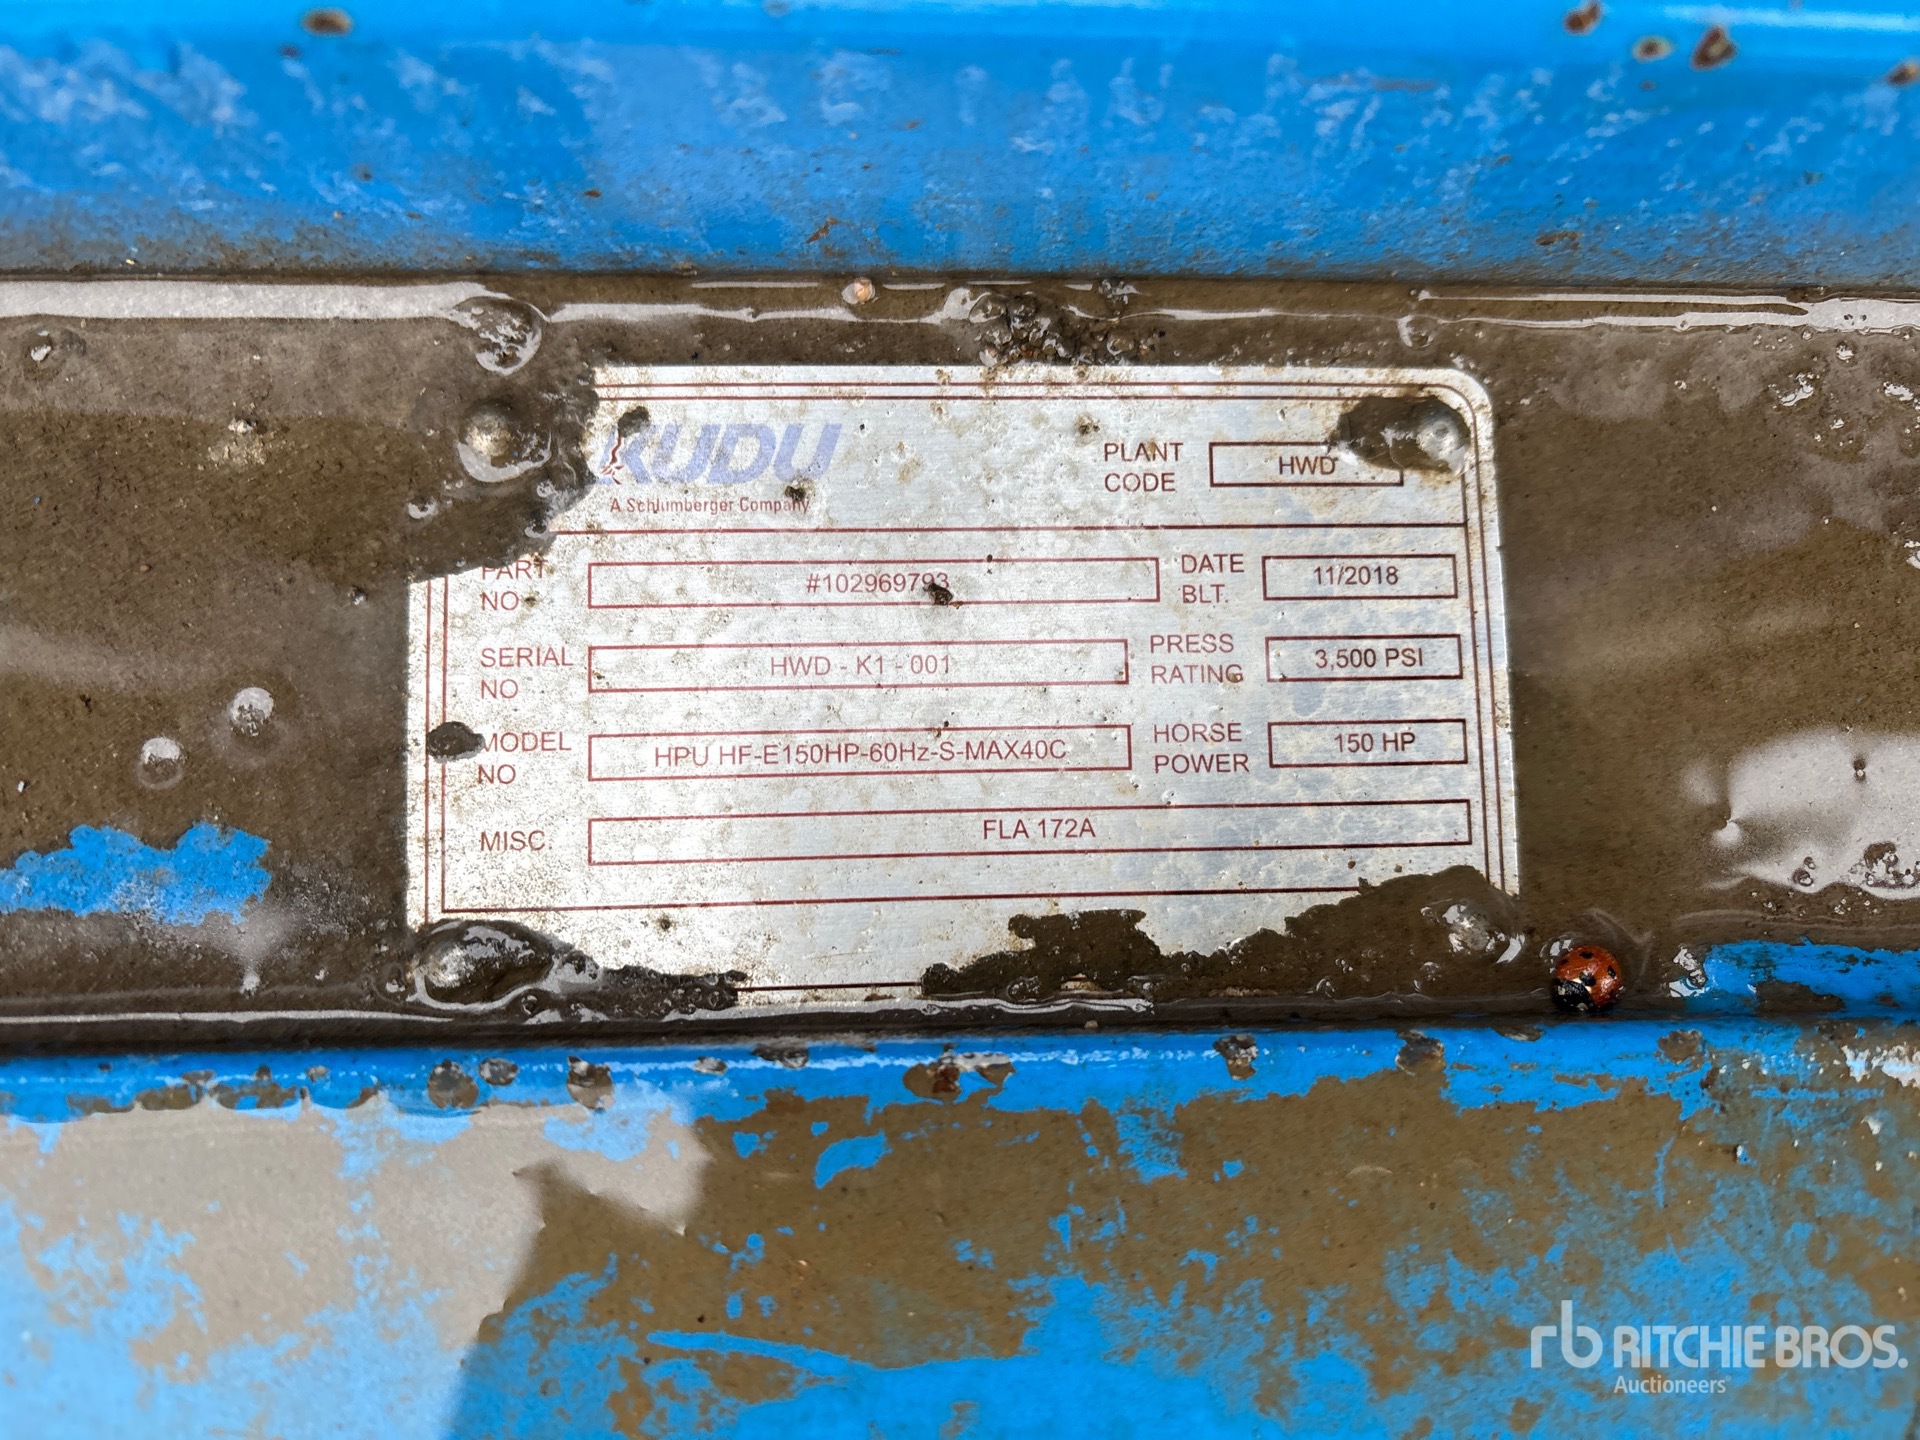 KUDU
A Schlumberger Company
PLANT CODE HWD
PART NO #102969793
DATE BLT. 11/2018
SERIAL NO HWD - K1 - 001
PRESS RATING 3,500 PSI
MODEL NO HPU HF-E150HP-60Hz-S-MAX40C
HORSE POWER 150 HP
MISC. FLA 172A
rb RITCHIE BROS.
Auctioneers